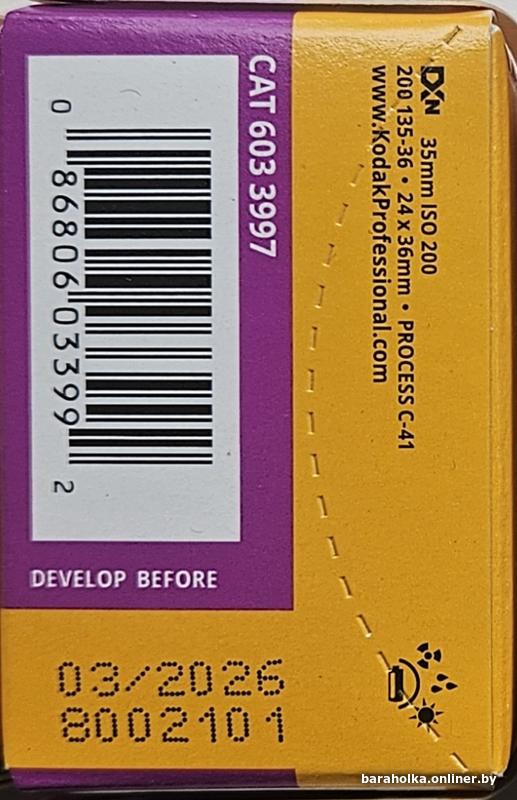 DXN 35mm ISO 200
200 135-36 • 24 x 36mm • PROCESS C-41
www.KodakProfessional.com
CAT 603 3997
0 86806 03399 2
DEVELOP BEFORE
03/2026
8002101
baraholka.onliner.by